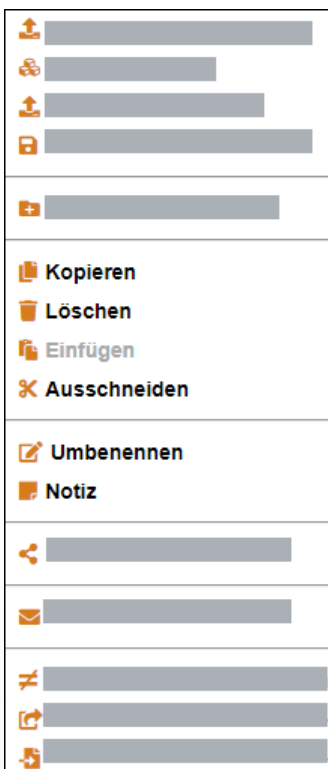 Kopieren
Löschen
Einfügen
Ausschneiden
Umbenennen
Notiz